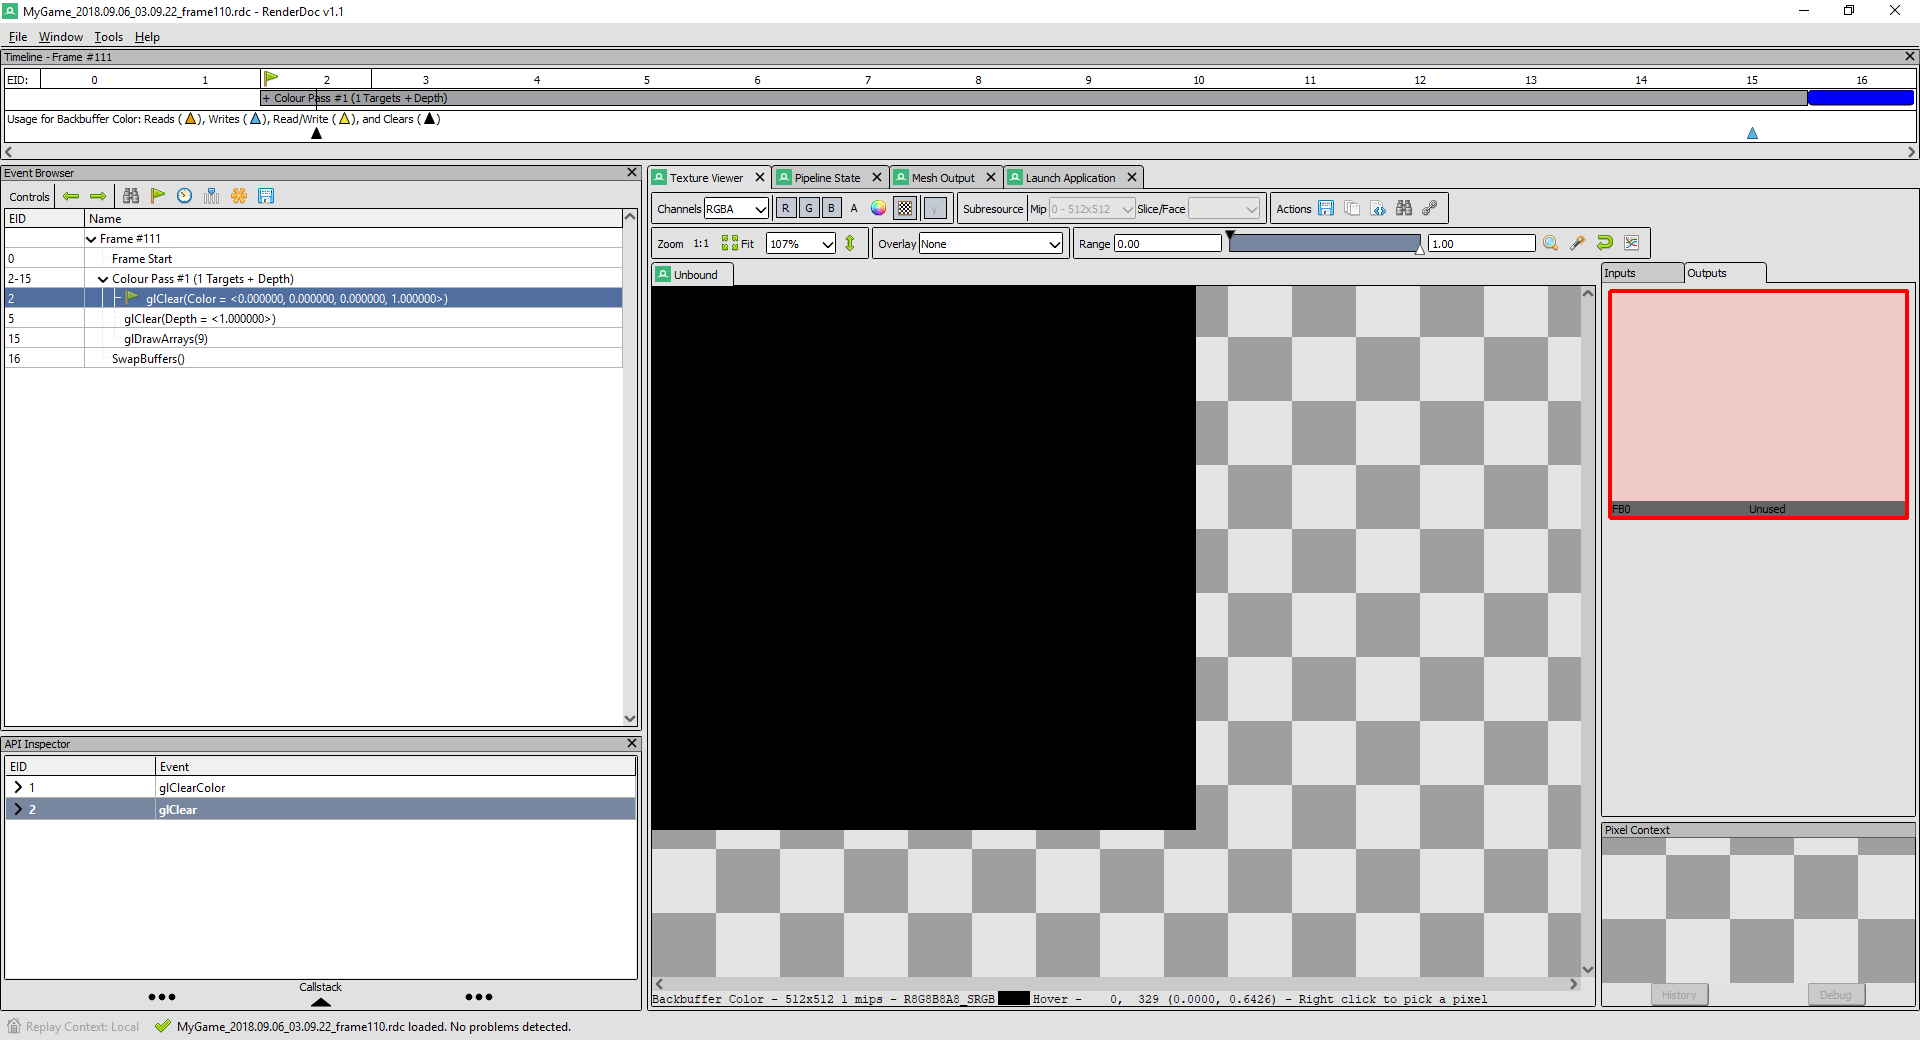 MyGame_2018.09.06_03.09.22_frame110.rdc - RenderDoc v1.1
File Window Tools Help
Timeline - Frame #111
EID: 0 1 2 3 4 5 6 7 8 9 10 11 12 13 14 15 16
+ Colour Pass #1 (1 Targets + Depth)
Usage for Backbuffer Color: Reads ( ), Writes ( ), Read/Write ( ), and Clears ( )
Event Browser
Controls
EID Name
Frame #111
0 Frame Start
2-15 Colour Pass #1 (1 Targets + Depth)
2 glClear(Color = <0.000000, 0.000000, 0.000000, 1.000000>)
5 glClear(Depth = <1.000000>)
15 glDrawArrays(9)
16 SwapBuffers()
API Inspector
EID Event
1 glClearColor
2 glClear
Callstack
Texture Viewer Pipeline State Mesh Output Launch Application
Channels RGBA R G B A γ Subresource Mip 0 - 512x512 Slice/Face Actions
Zoom 1:1 Fit 107% Overlay None Range 0.00 1.00
Unbound
Inputs Outputs
FB0 Unused
Pixel Context
History Debug
Backbuffer Color - 512x512 1 mips - R8G8B8A8_SRGB Hover - 0, 329 (0.0000, 0.6426) - Right click to pick a pixel
Replay Context: Local MyGame_2018.09.06_03.09.22_frame110.rdc loaded. No problems detected.